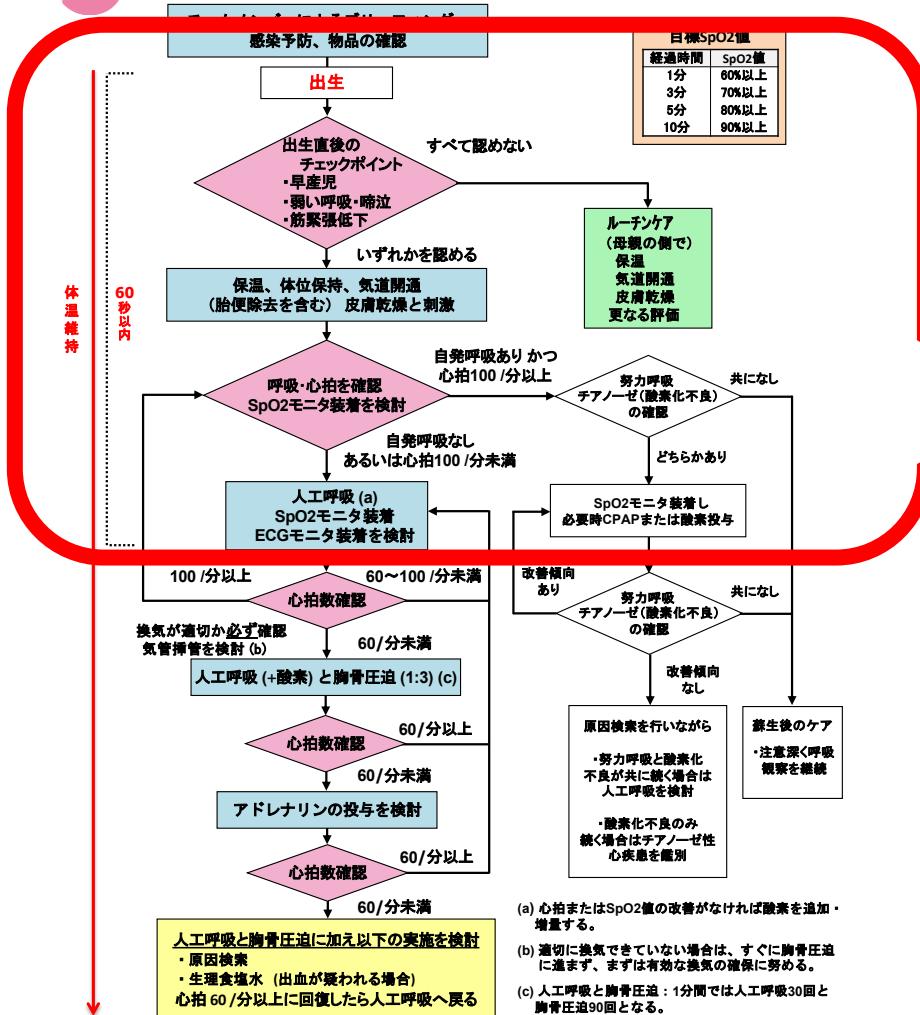 感染予防、物品の確認
目標SpO2値
経過時間 SpO2値
1分 60%以上
3分 70%以上
5分 80%以上
10分 90%以上
出生
出生直後の
チェックポイント
・早産児
・弱い呼吸・啼泣
・筋緊張低下
すべて認めない
いずれかを認める
ルーチンケア
(母親の側で)
保温
気道開通
皮膚乾燥
更なる評価
体温維持
60秒以内
保温、体位保持、気道開通
(胎便除去を含む) 皮膚乾燥と刺激
呼吸・心拍を確認
SpO2モニタ装着を検討
自発呼吸あり かつ
心拍100 /分以上
努力呼吸
チアノーゼ(酸素化不良)
の確認
共になし
自発呼吸なし
あるいは心拍100 /分未満
どちらかあり
人工呼吸 (a)
SpO2モニタ装着
ECGモニタ装着を検討
SpO2モニタ装着し
必要時CPAPまたは酸素投与
100 /分以上
60～100 /分未満
心拍数確認
改善傾向
あり
努力呼吸
チアノーゼ(酸素化不良)
の確認
共になし
換気が適切か必ず確認
気管挿管を検討 (b)
60/分未満
改善傾向
なし
人工呼吸 (+酸素) と胸骨圧迫 (1:3) (c)
心拍数確認
60/分以上
60/分未満
アドレナリンの投与を検討
心拍数確認
60/分以上
60/分未満
原因検索を行いながら
・努力呼吸と酸素化
不良が共に続く場合は
人工呼吸を検討
・酸素化不良のみ
続く場合はチアノーゼ性
心疾患を鑑別
蘇生後のケア
・注意深く呼吸
観察を継続
人工呼吸と胸骨圧迫に加え以下の実施を検討
・原因検索
・生理食塩水 (出血が疑われる場合)
心拍 60 /分以上に回復したら人工呼吸へ戻る
(a) 心拍またはSpO2値の改善がなければ酸素を追加・
増量する。
(b) 適切に換気できていない場合は、すぐに胸骨圧迫
に進まず、まずは有効な換気の確保に努める。
(c) 人工呼吸と胸骨圧迫：1分間では人工呼吸30回と
胸骨圧迫90回となる。